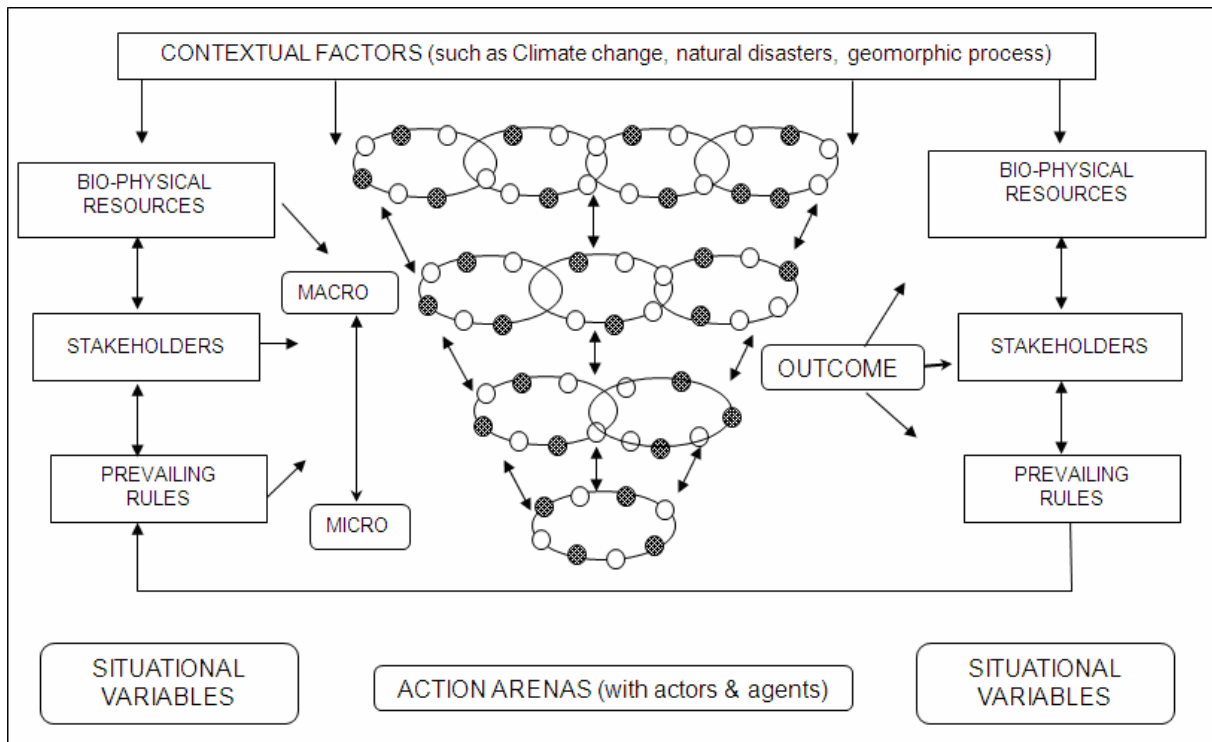 CONTEXTUAL FACTORS (such as Climate change, natural disasters, geomorphic process)
BIO-PHYSICAL
RESOURCES
MACRO
STAKEHOLDERS
PREVAILING
RULES
MICRO
OUTCOME
BIO-PHYSICAL
RESOURCES
STAKEHOLDERS
PREVAILING
RULES
SITUATIONAL
VARIABLES
ACTION ARENAS (with actors & agents)
SITUATIONAL
VARIABLES